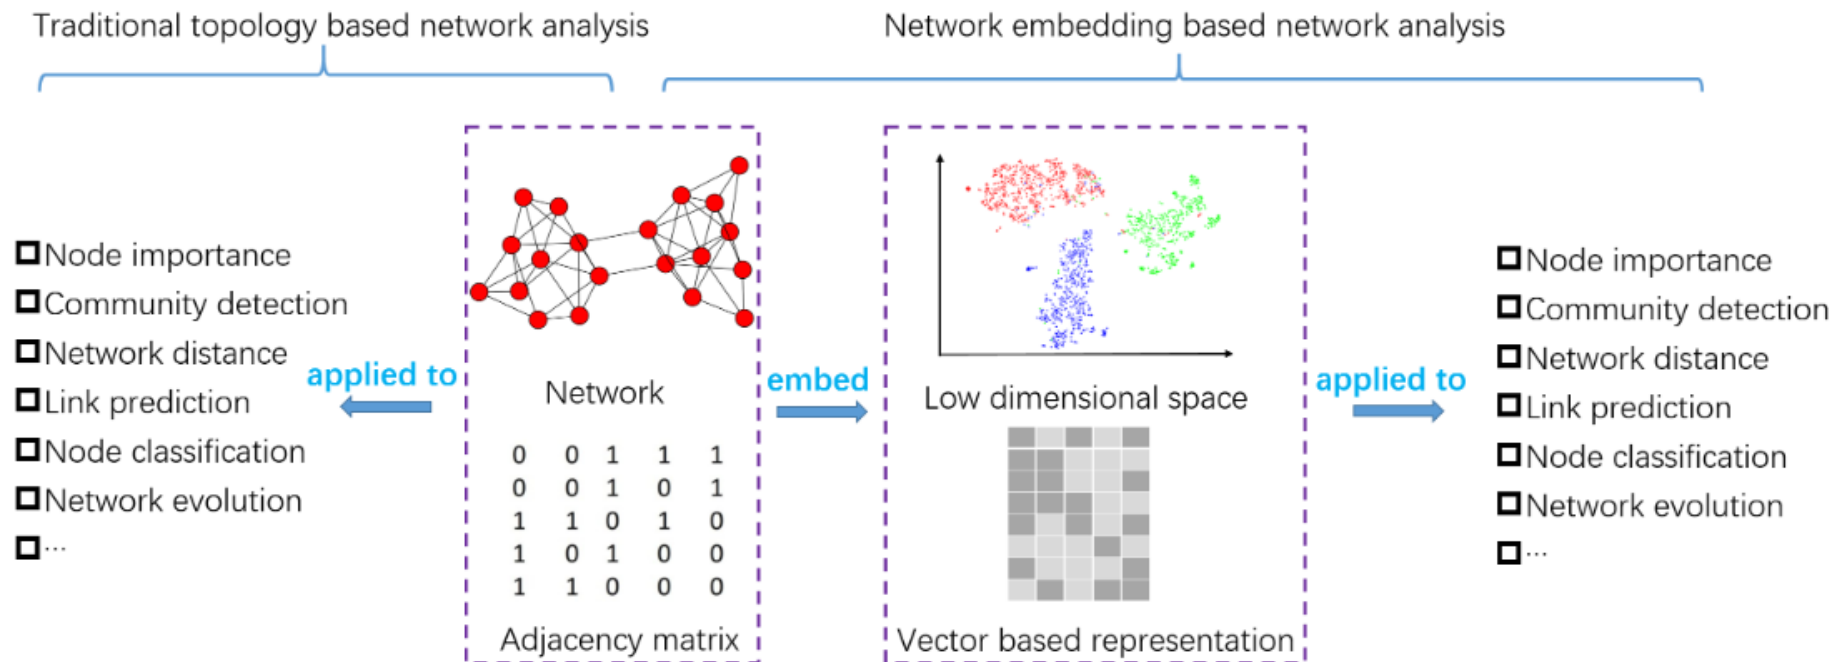 Traditional topology based network analysis
Network embedding based network analysis
Node importance
Community detection
Network distance
Link prediction
Node classification
Network evolution
...
applied to
Network
0 0 1 1 1
0 0 1 0 1
1 1 0 1 0
1 0 1 0 0
1 1 0 0 0
Adjacency matrix
embed
Low dimensional space
Vector based representation
applied to
Node importance
Community detection
Network distance
Link prediction
Node classification
Network evolution
...